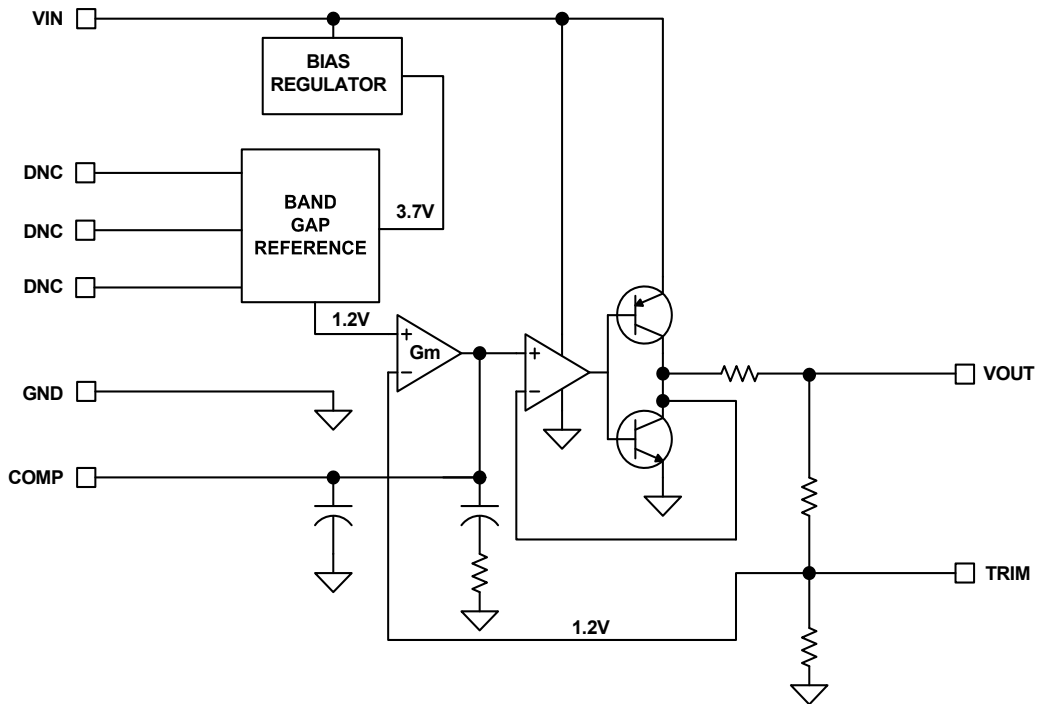 VIN
BIAS
REGULATOR
DNC
BAND
GAP
REFERENCE
3.7V
DNC
DNC
1.2V
+
Gm
−
+
−
GND
VOUT
COMP
TRIM
1.2V